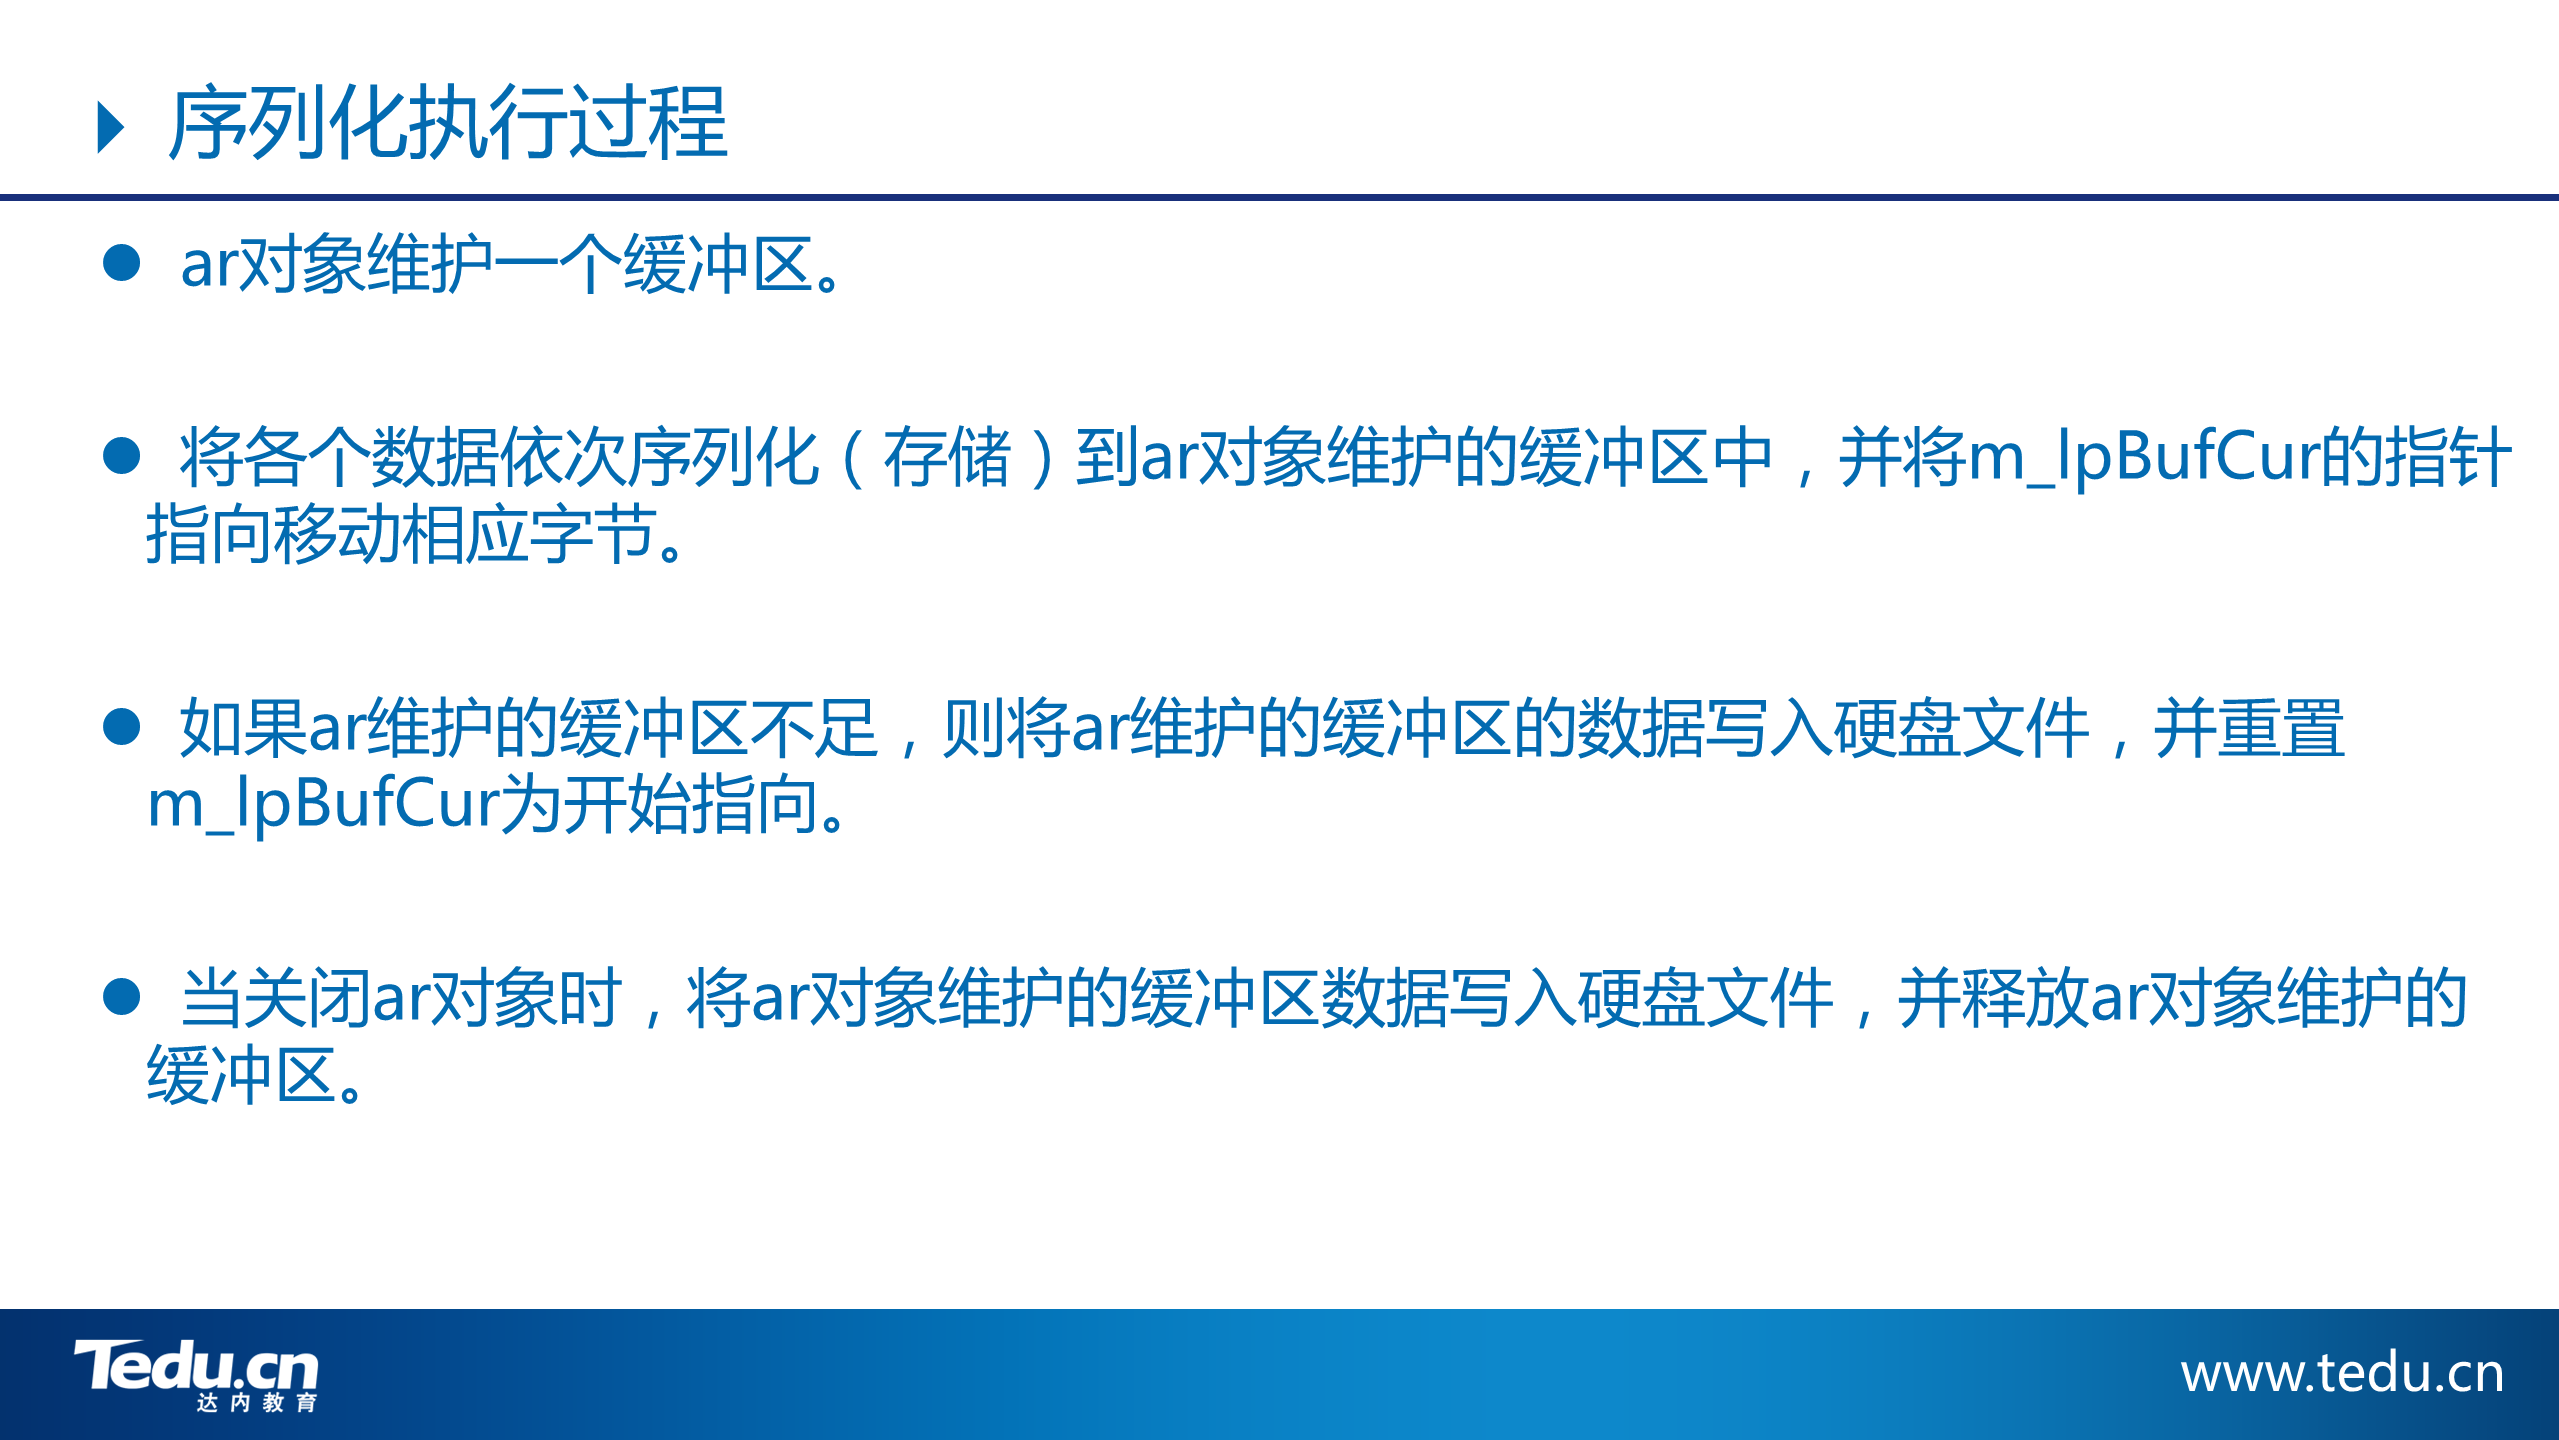 序列化执行过程
ar对象维护一个缓冲区。
将各个数据依次序列化（存储）到ar对象维护的缓冲区中，并将m_lpBufCur的指针
指向移动相应字节。
如果ar维护的缓冲区不足，则将ar维护的缓冲区的数据写入硬盘文件，并重置
m_lpBufCur为开始指向。
当关闭ar对象时，将ar对象维护的缓冲区数据写入硬盘文件，并释放ar对象维护的
缓冲区。
Tedu.cn
达内教育
www.tedu.cn